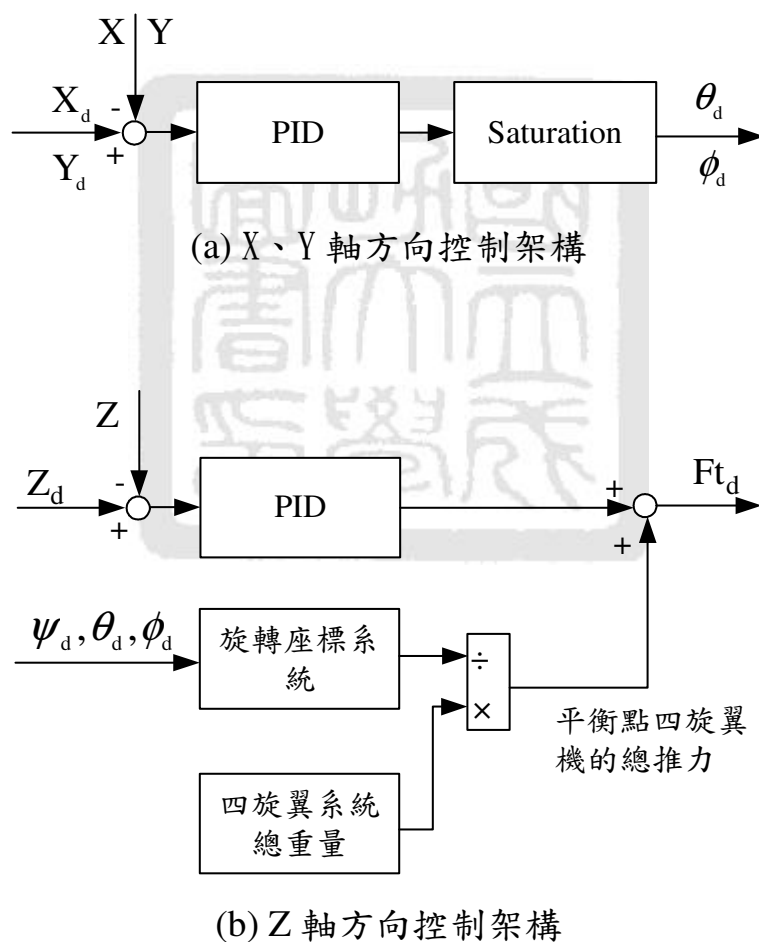 X Y
X_d
-
+
Y_d
PID
Saturation
θ_d
ϕ_d
(a) X、Y 軸方向控制架構
Z
Z_d
-
+
PID
+
+
Ft_d
ψ_d,θ_d,ϕ_d
旋轉座標系
統
÷
×
平衡點四旋翼
機的總推力
四旋翼系統
總重量
(b) Z 軸方向控制架構